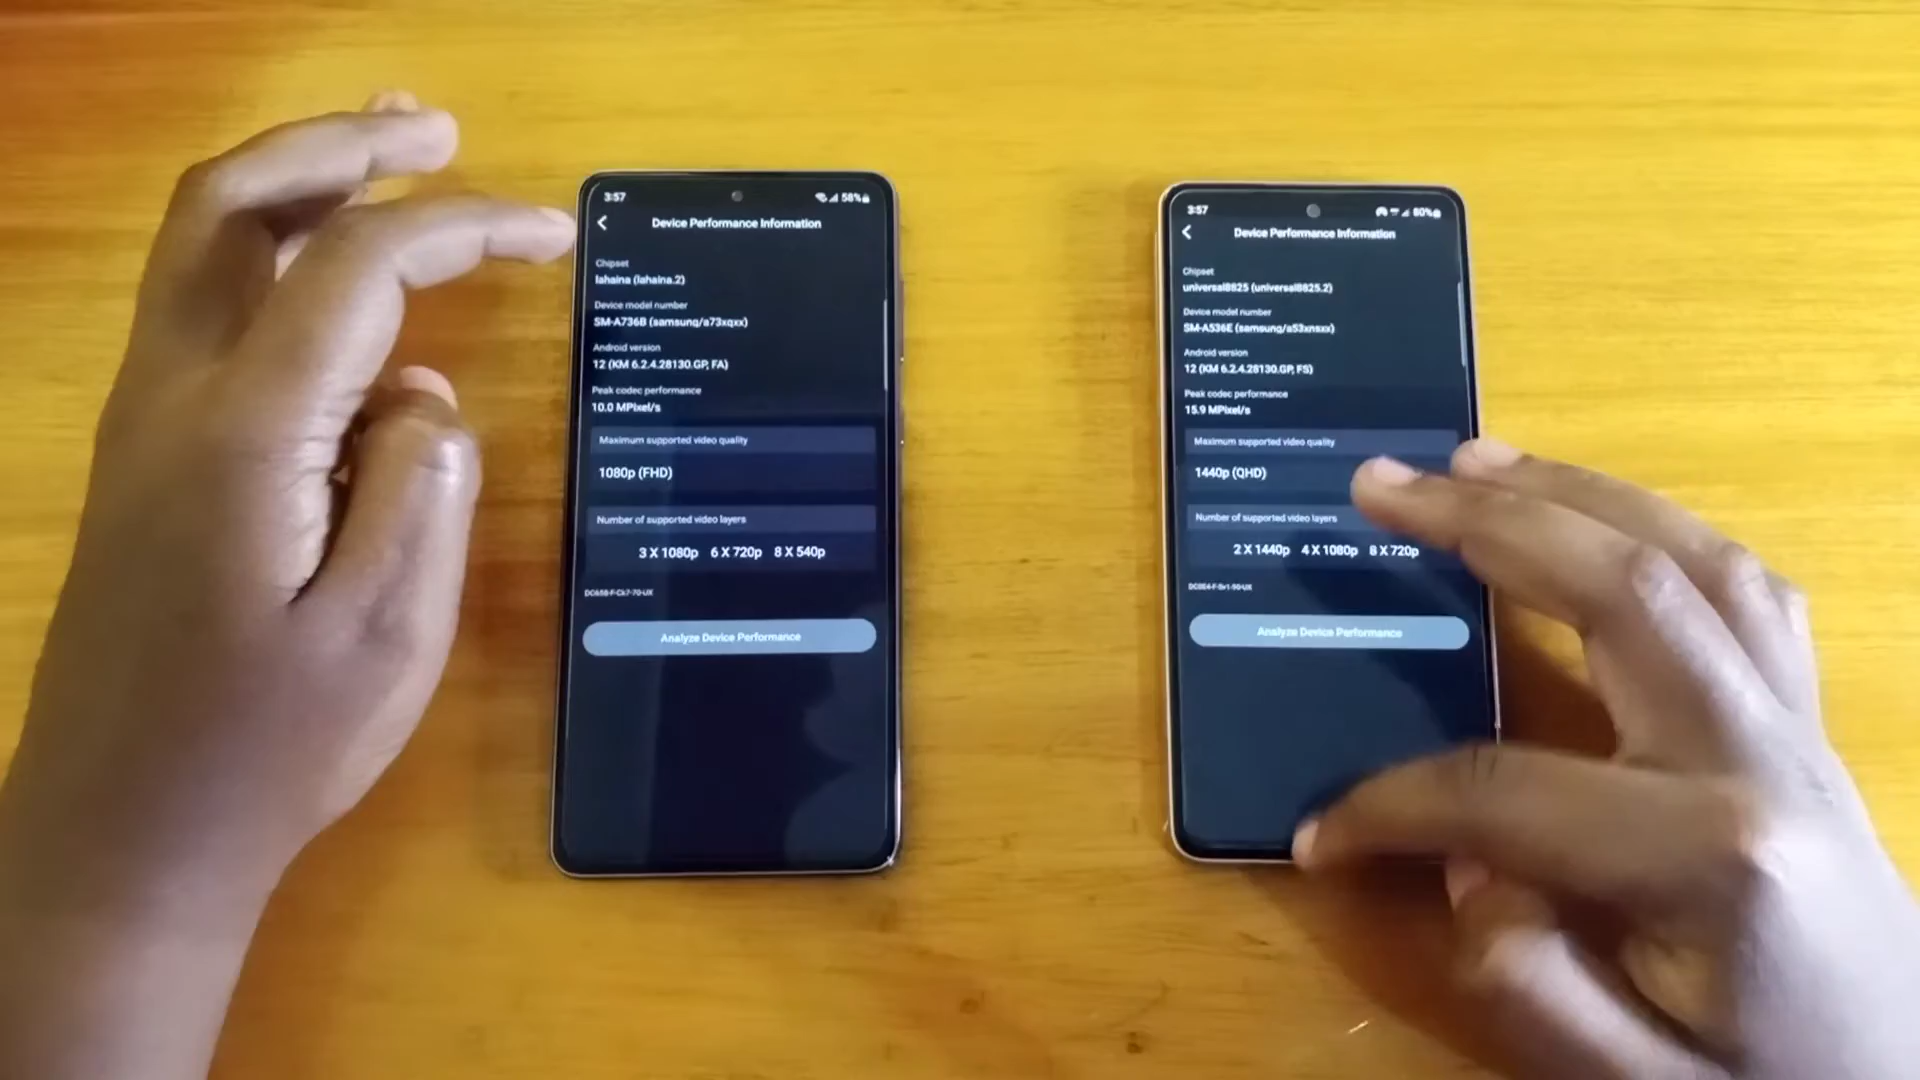 3:57
58%
Device Performance Information
Chipset
lahaina (lahaina.2)
Device model number
SM-A736B (samsung/a73xqxx)
Android version
12 (KM 6.2.4.28130.GP, FA)
Peak codec performance
10.0 MPixel/s
Maximum supported video quality
1080p (FHD)
Number of supported video layers
3 X 1080p 6 X 720p 8 X 540p
Analyze Device Performance
3:57
80%
Device Performance Information
Chipset
universal8825 (universal8825.2)
Device model number
SM-A536E (samsung/a53xnsxx)
Android version
12 (KM 6.2.4.28130.GP, FS)
Peak codec performance
15.9 MPixel/s
Maximum supported video quality
1440p (QHD)
Number of supported video layers
2 X 1440p 4 X 1080p 8 X 720p
Analyze Device Performance